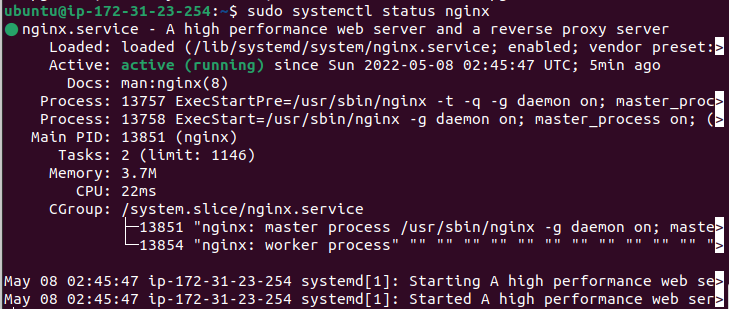 ubuntu@ip-172-31-23-254:~$ sudo systemctl status nginx
● nginx.service - A high performance web server and a reverse proxy server
     Loaded: loaded (/lib/systemd/system/nginx.service; enabled; vendor preset:>
     Active: active (running) since Sun 2022-05-08 02:45:47 UTC; 5min ago
       Docs: man:nginx(8)
    Process: 13757 ExecStartPre=/usr/sbin/nginx -t -q -g daemon on; master_proc>
    Process: 13758 ExecStart=/usr/sbin/nginx -g daemon on; master_process on; (>
   Main PID: 13851 (nginx)
      Tasks: 2 (limit: 1146)
     Memory: 3.7M
        CPU: 22ms
     CGroup: /system.slice/nginx.service
             ├─13851 "nginx: master process /usr/sbin/nginx -g daemon on; maste>
             └─13854 "nginx: worker process" "" "" "" "" "" "" "" "" "" "" "" ">
May 08 02:45:47 ip-172-31-23-254 systemd[1]: Starting A high performance web se>
May 08 02:45:47 ip-172-31-23-254 systemd[1]: Started A high performance web ser>